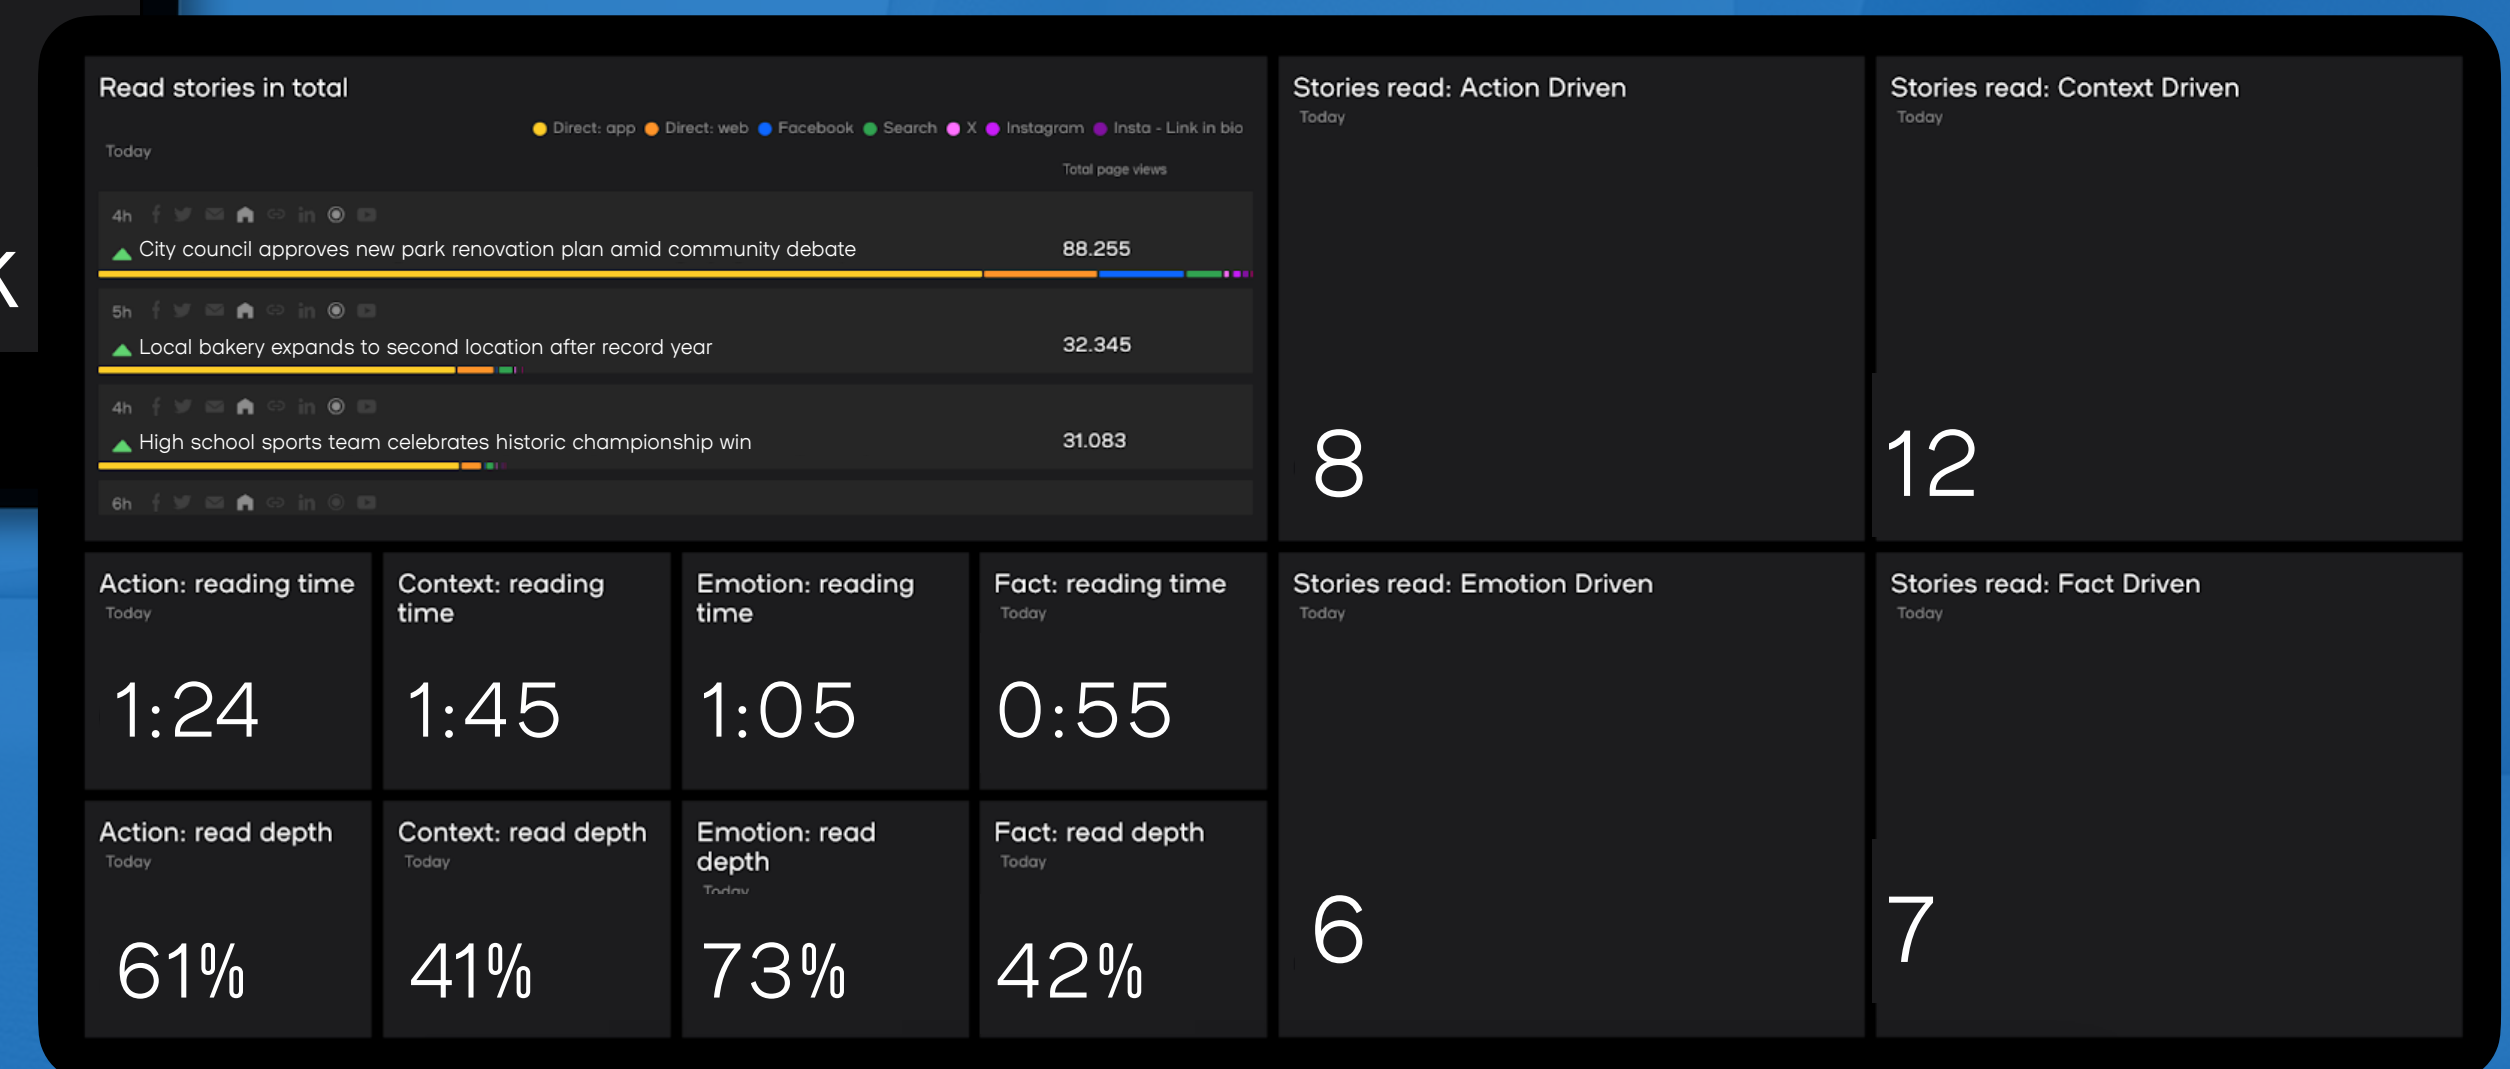 K
Read stories in total
Direct: app Direct: web Facebook Search X Instagram Insta - Link in bio
Today
Total page views
4h
City council approves new park renovation plan amid community debate 88.255
5h
Local bakery expands to second location after record year 32.345
4h
High school sports team celebrates historic championship win 31.083
6h
Stories read: Action Driven
Today
8
Stories read: Context Driven
Today
12
Action: reading time
Today
1:24
Context: reading
time
1:45
Emotion: reading
time
1:05
Fact: reading time
Today
0:55
Action: read depth
Today
61%
Context: read depth
Today
41%
Emotion: read
depth
Today
73%
Fact: read depth
Today
42%
Stories read: Emotion Driven
Today
6
Stories read: Fact Driven
Today
7